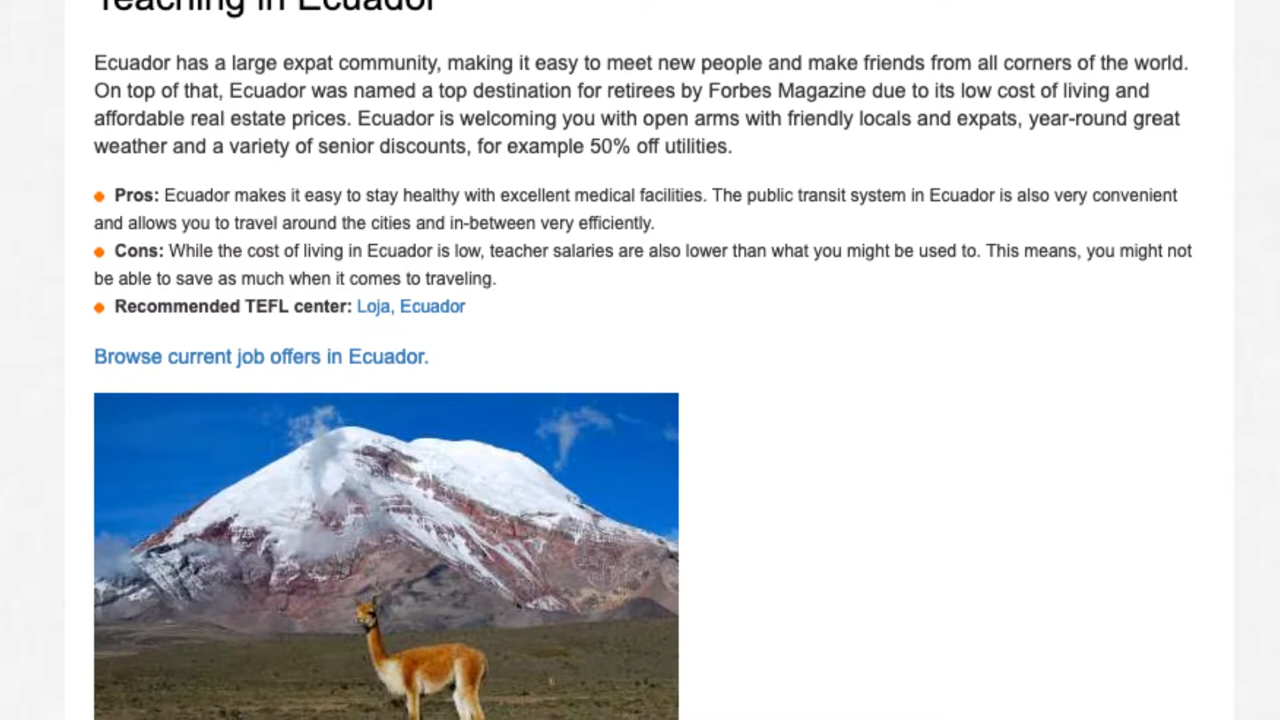 Teaching in Ecuador
Ecuador has a large expat community, making it easy to meet new people and make friends from all corners of the world.
On top of that, Ecuador was named a top destination for retirees by Forbes Magazine due to its low cost of living and
affordable real estate prices. Ecuador is welcoming you with open arms with friendly locals and expats, year-round great
weather and a variety of senior discounts, for example 50% off utilities.
Pros: Ecuador makes it easy to stay healthy with excellent medical facilities. The public transit system in Ecuador is also very convenient
and allows you to travel around the cities and in-between very efficiently.
Cons: While the cost of living in Ecuador is low, teacher salaries are also lower than what you might be used to. This means, you might not
be able to save as much when it comes to traveling.
Recommended TEFL center: Loja, Ecuador
Browse current job offers in Ecuador.